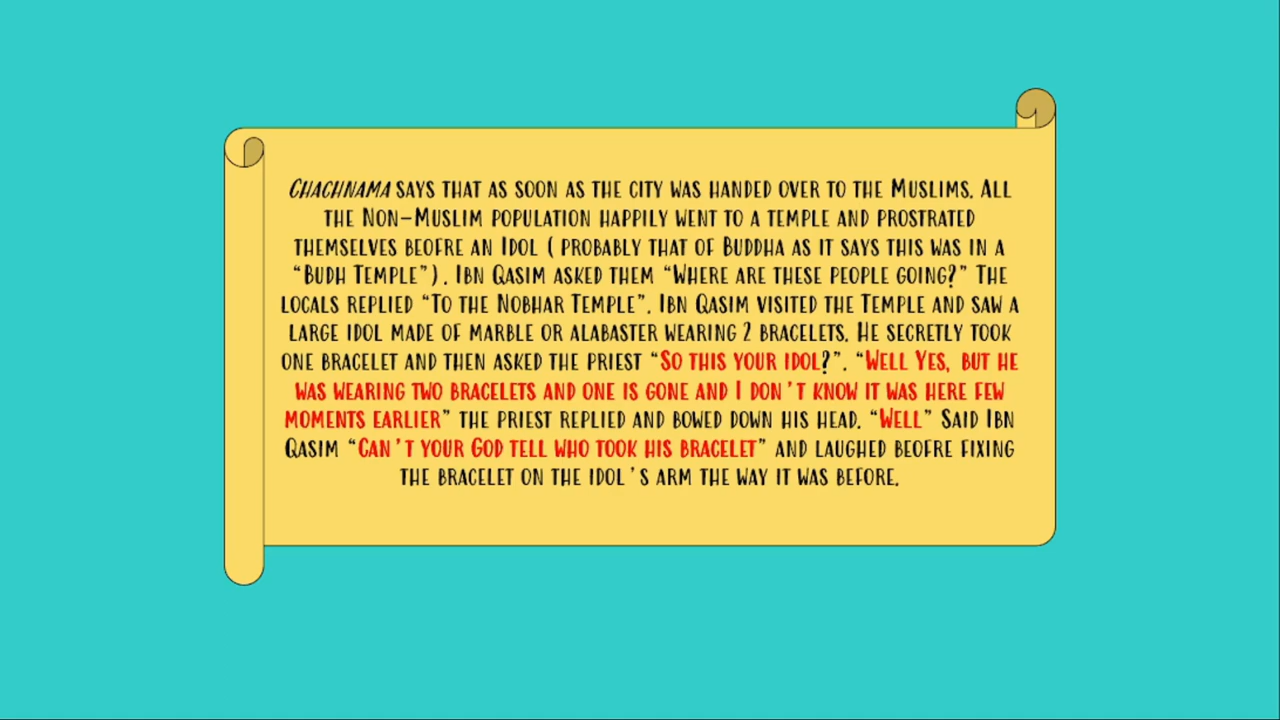 Chachnama says that as soon as the city was handed over to the Muslims. All
the Non-Muslim population happily went to a temple and prostrated
themselves beofre an Idol ( probably that of Buddha as it says this was in a
"Budh Temple") . Ibn Qasim asked them "Where are these people going?" The
locals replied "To the Nobhar Temple". Ibn Qasim visited the Temple and saw a
large idol made of marble or alabaster wearing 2 bracelets. He secretly took
one bracelet and then asked the priest "So this your idol?". "Well Yes, but he
was wearing two bracelets and one is gone and I don't know it was here few
moments earlier" the priest replied and bowed down his head. "Well" Said Ibn
Qasim "Can't your God tell who took his bracelet" and laughed beofre fixing
the bracelet on the idol's arm the way it was before.